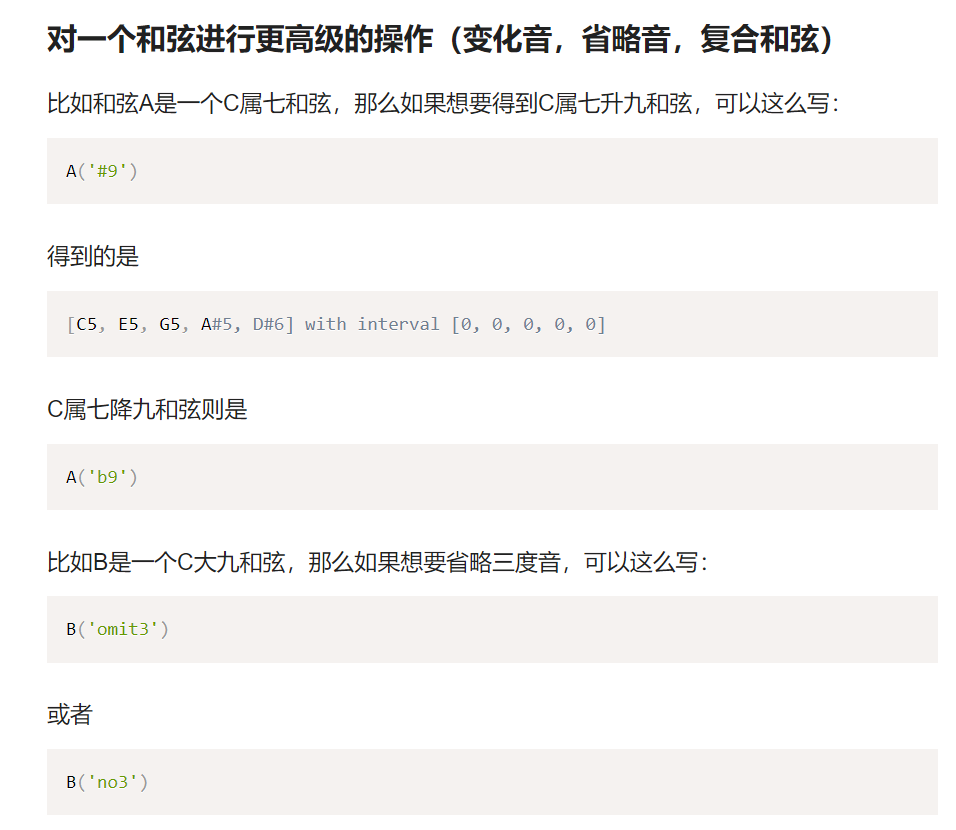 对一个和弦进行更高级的操作（变化音，省略音，复合和弦）
比如和弦A是一个C属七和弦，那么如果想要得到C属七升九和弦，可以这么写：
A('#9')
得到的是
[C5, E5, G5, A#5, D#6] with interval [0, 0, 0, 0, 0]
C属七降九和弦则是
A('b9')
比如B是一个C大九和弦，那么如果想要省略三度音，可以这么写：
B('omit3')
或者
B('no3')